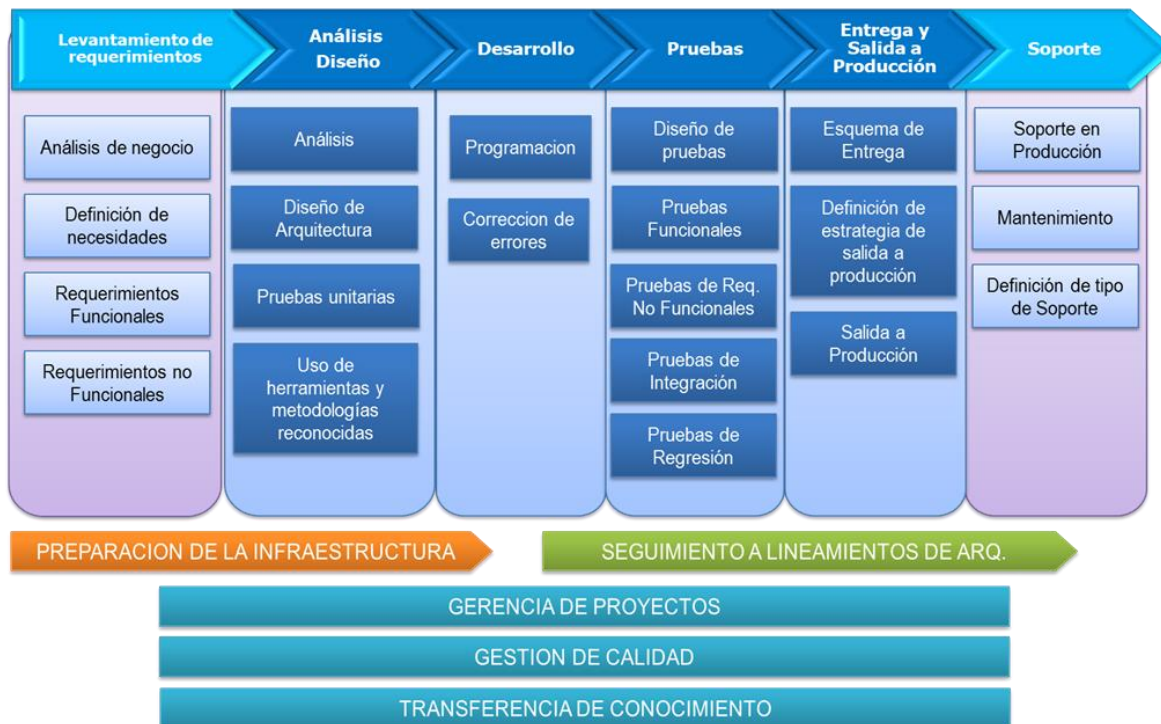 Levantamiento de
requerimientos
Análisis
Diseño
Desarrollo
Pruebas
Entrega y
Salida a
Producción
Soporte
Análisis de negocio
Definición de
necesidades
Requerimientos
Funcionales
Requerimientos no
Funcionales
Análisis
Diseño de
Arquitectura
Pruebas unitarias
Uso de
herramientas y
metodologías
reconocidas
Programacion
Correccion de
errores
Diseño de
pruebas
Pruebas
Funcionales
Pruebas de Req.
No Funcionales
Pruebas de
Integración
Pruebas de
Regresión
Esquema de
Entrega
Definición de
estrategia de
salida a
producción
Salida a
Producción
Soporte en
Producción
Mantenimiento
Definición de tipo
de Soporte
PREPARACION DE LA INFRAESTRUCTURA
SEGUIMIENTO A LINEAMIENTOS DE ARQ.
GERENCIA DE PROYECTOS
GESTION DE CALIDAD
TRANSFERENCIA DE CONOCIMIENTO